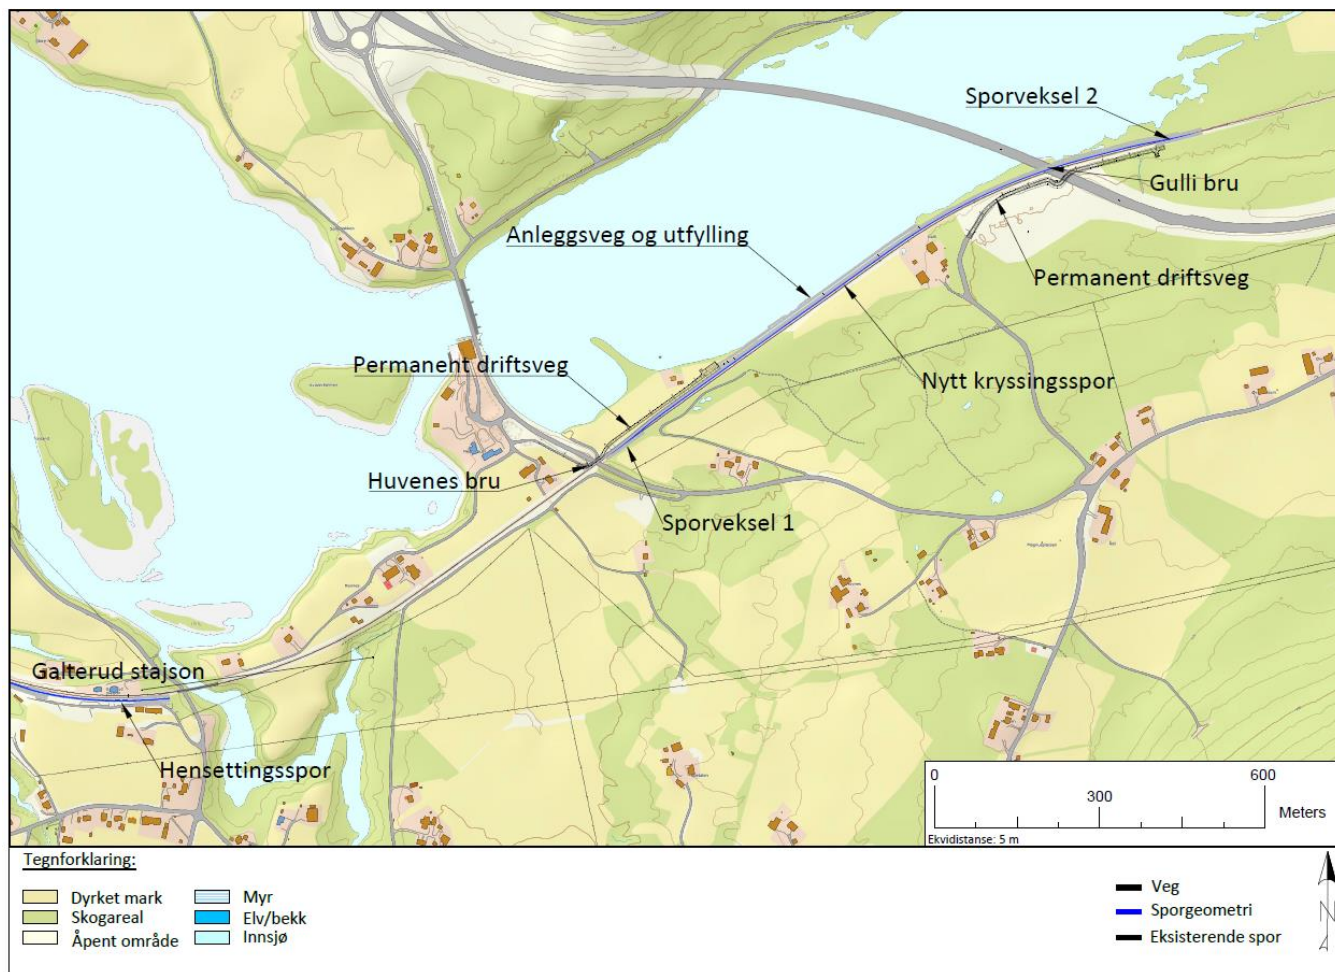 Sporveksel 2
Gulli bru
Anleggsveg og utfylling
Permanent driftsveg
Permanent driftsveg
Nytt kryssingsspor
Huvenes bru
Sporveksel 1
Galterud stajson
Hensettingsspor
0 600
300
Meters
Ekvidistanse: 5 m
Tegnforklaring:
Dyrket mark
Skogareal
Åpent område
Myr
Elv/bekk
Innsjø
Veg
Sporgeometri
Eksisterende spor
N